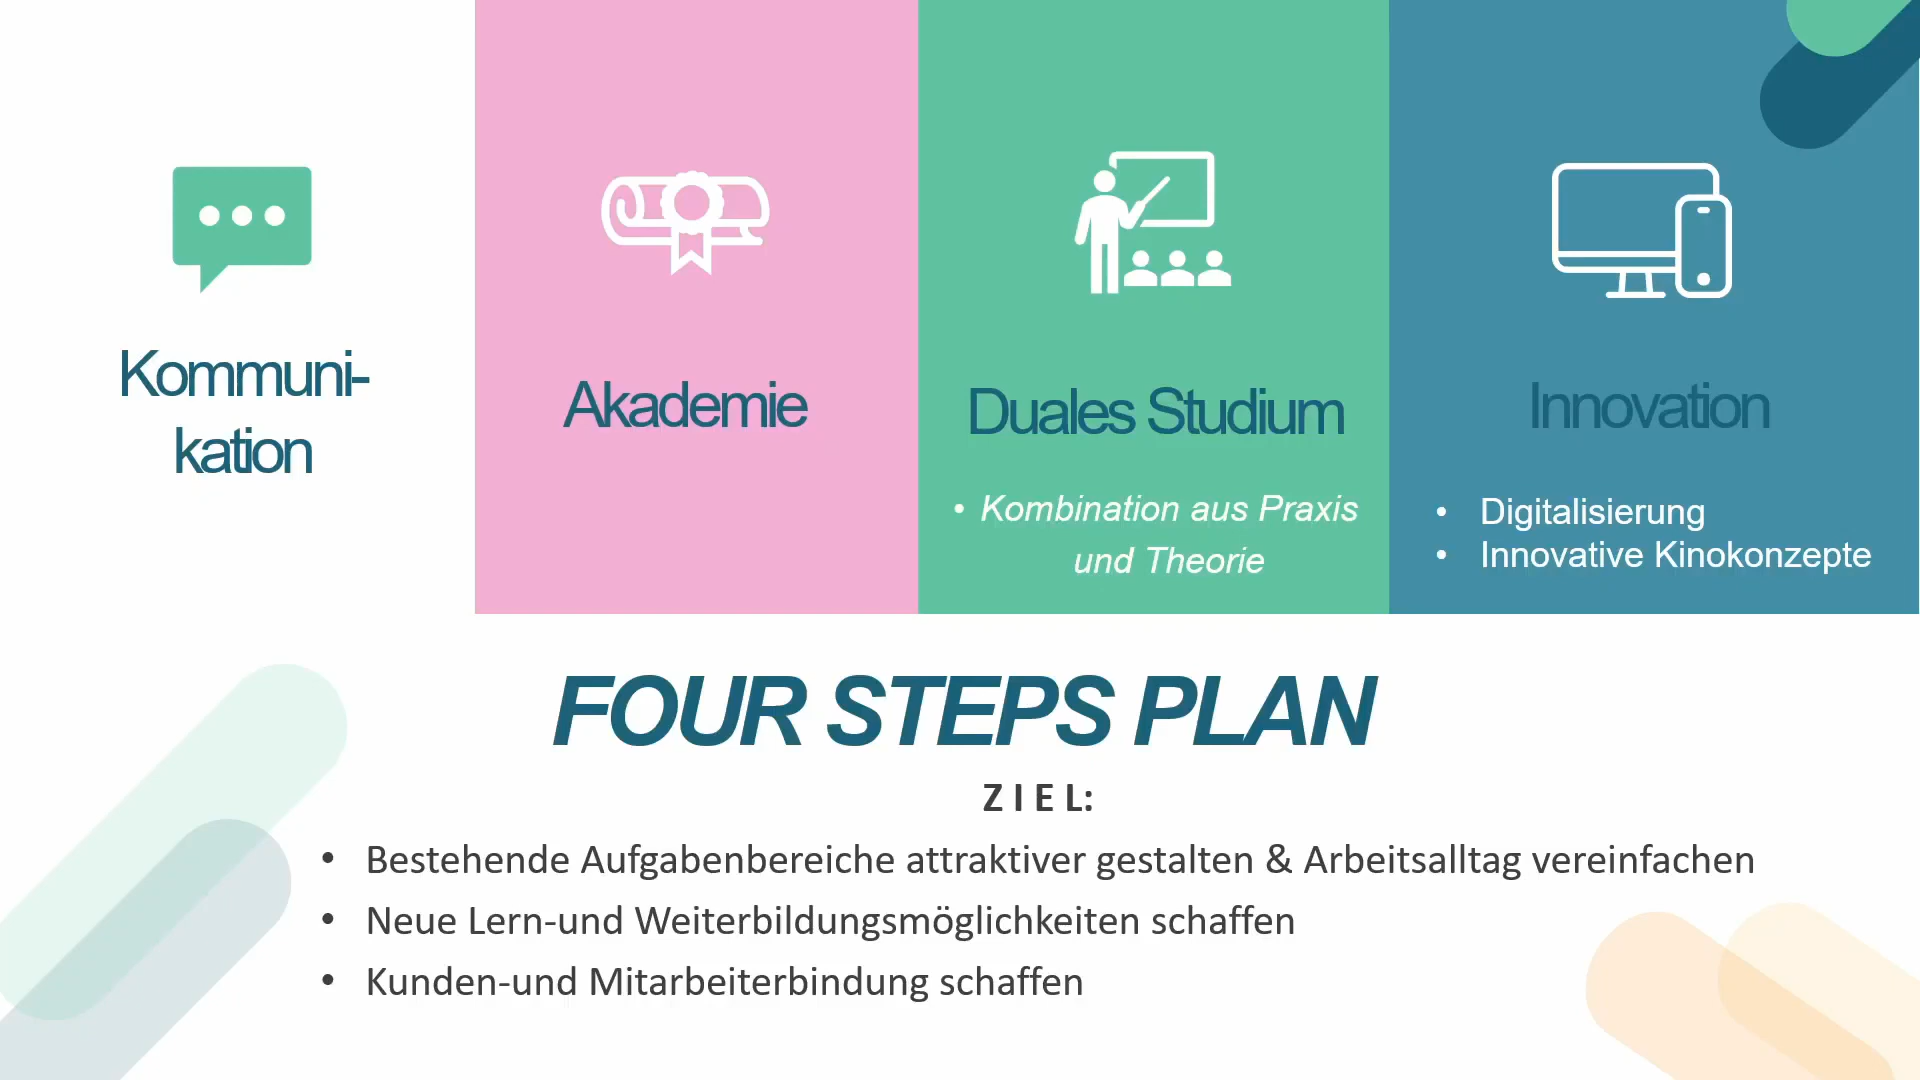 Kommuni-
kation
Akademie
Duales Studium
• Kombination aus Praxis
und Theorie
Innovation
• Digitalisierung
• Innovative Kinokonzepte
FOUR STEPS PLAN
Z I E L:
• Bestehende Aufgabenbereiche attraktiver gestalten & Arbeitsalltag vereinfachen
• Neue Lern-und Weiterbildungsmöglichkeiten schaffen
• Kunden-und Mitarbeiterbindung schaffen